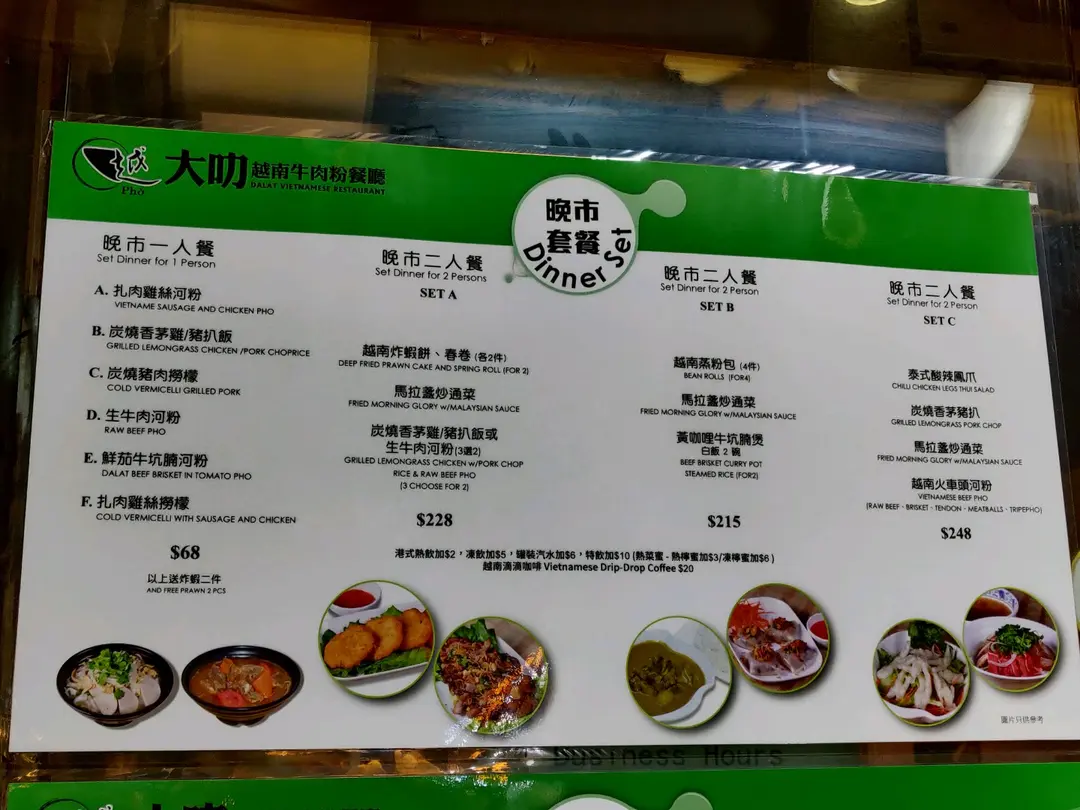 越
Phở
大叻越南牛肉粉餐廳
DALAT VIETNAMESE RESTAURANT
晚市
套餐
Dinner Set
晚市一人餐
Set Dinner for 1 Person
A. 扎肉雞絲河粉
VIETNAME SAUSAGE AND CHICKEN PHO
B. 炭燒香茅雞/豬扒飯
GRILLED LEMONGRASS CHICKEN /PORK CHOPRICE
C. 炭燒豬肉撈檬
COLD VERMICELLI GRILLED PORK
D. 生牛肉河粉
RAW BEEF PHO
E. 鮮茄牛坑腩河粉
DALAT BEEF BRISKET IN TOMATO PHO
F. 扎肉雞絲撈檬
COLD VERMICELLI WITH SAUSAGE AND CHICKEN
$68
以上送炸蝦二件
AND FREE PRAWN 2 PCS
晚市二人餐
Set Dinner for 2 Persons
SET A
越南炸蝦餅、春卷 (各2件)
DEEP FRIED PRAWN CAKE AND SPRING ROLL (FOR 2)
馬拉盞炒通菜
FRIED MORNING GLORY w/MALAYSIAN SAUCE
炭燒香茅雞/豬扒飯或
生牛肉河粉(3選2)
GRILLED LEMONGRASS CHICKEN w/PORK CHOP
RICE & RAW BEEF PHO
(3 CHOOSE FOR 2)
$228
晚市二人餐
Set Dinner for 2 Person
SET B
越南蒸粉包 (4件)
BEAN ROLLS (FOR4)
馬拉盞炒通菜
FRIED MORNING GLORY w/MALAYSIAN SAUCE
黃咖哩牛坑腩煲
白飯 2 碗
BEEF BRISKET CURRY POT
STEAMED RICE (FOR2)
$215
晚市二人餐
Set Dinner for 2 Person
SET C
泰式酸辣鳳爪
CHILLI CHICKEN LEGS THUI SALAD
炭燒香茅豬扒
GRILLED LEMONGRASS PORK CHOP
馬拉盞炒通菜
FRIED MORNING GLORY w/MALAYSIAN SAUCE
越南火車頭河粉
VIETNAMESE BEEF PHO
(RAW BEEF、BRISKET、TENDON、MEATBALLS、TRIPEPHO)
$248
港式熱飲加$2，凍飲加$5，罐裝汽水加$6，特飲加$10 (熱菜蜜 - 熱檸蜜加$3/凍檸蜜加$6 )
越南滴滴咖啡 Vietnamese Drip-Drop Coffee $20
圖片只供參考
Business Hours